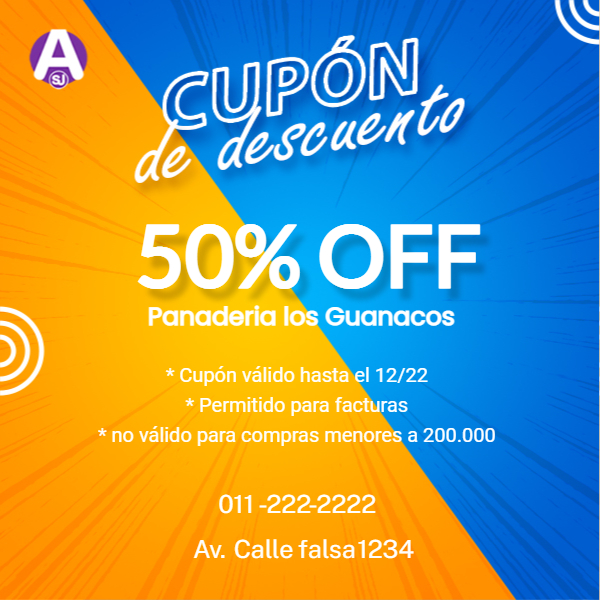 A
SJ
CUPÓN
de descuento
50% OFF
Panaderia los Guanacos
* Cupón válido hasta el 12/22
* Permitido para facturas
* no válido para compras menores a 200.000
011 -222-2222
Av. Calle falsa1234